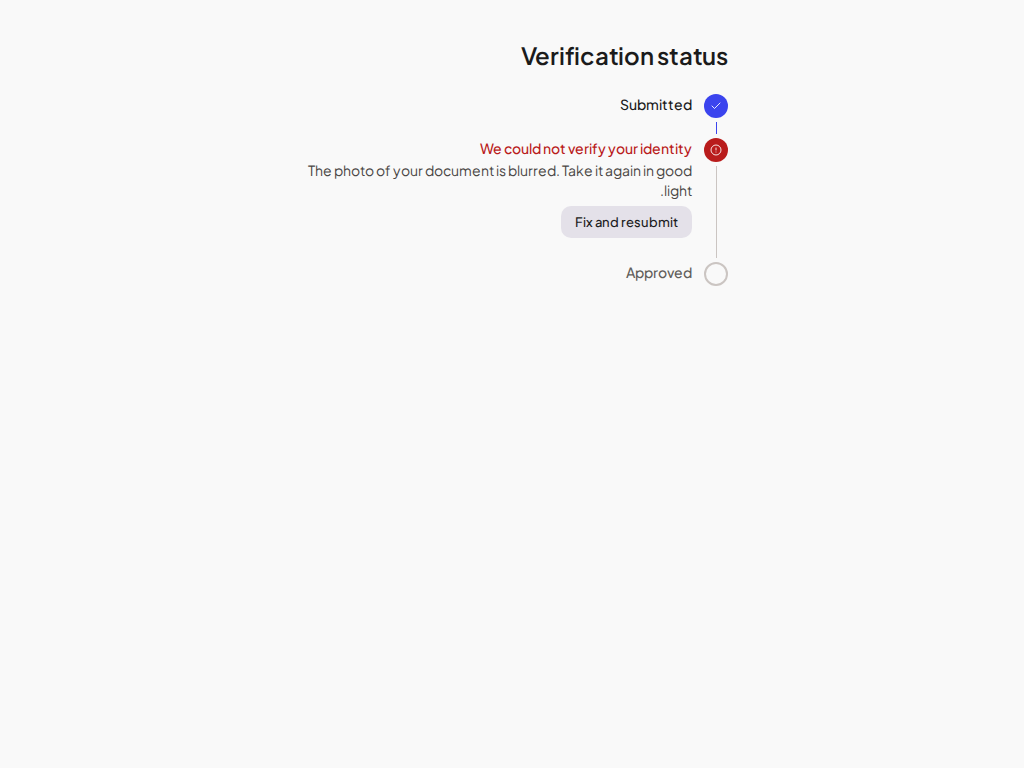 Verification status
Submitted
We could not verify your identity
The photo of your document is blurred. Take it again in good
.light
Fix and resubmit
Approved